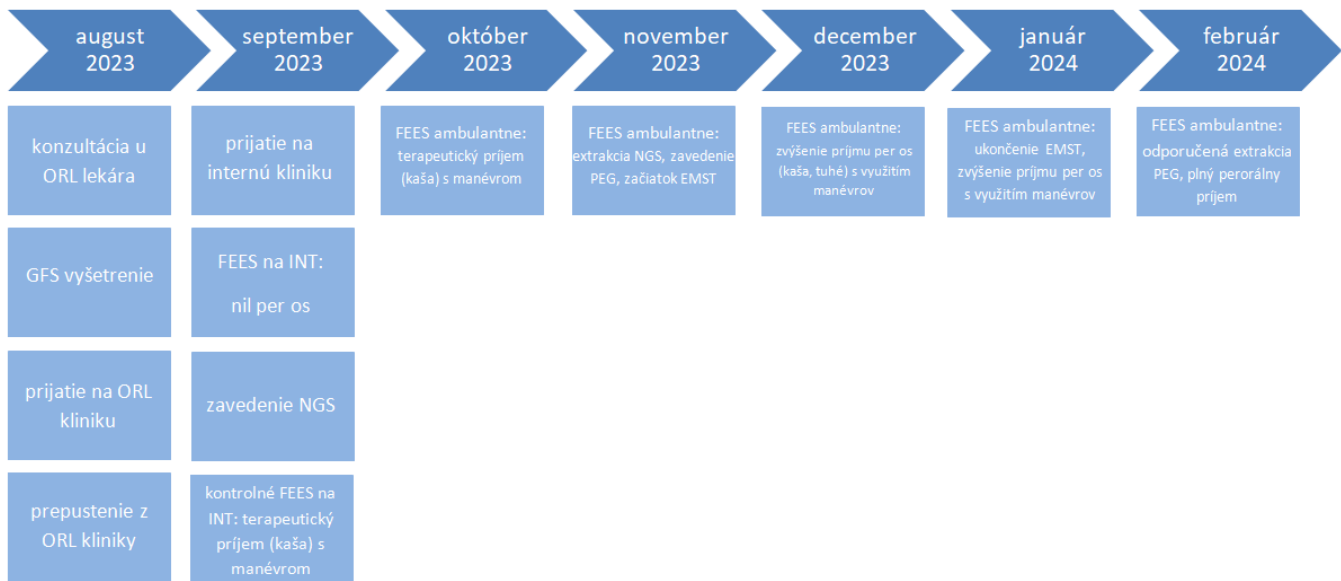 august
2023
september
2023
október
2023
november
2023
december
2023
január
2024
február
2024
konzultácia u
ORL lekára
GFS vyšetrenie
prijatie na ORL
kliniku
prepustenie z
ORL kliniky
prijatie na
internú kliniku
FEES na INT:
nil per os
zavedenie NGS
kontrolné FEES na
INT: terapeutický
príjem (kaša) s
manévrom
FEES ambulantne:
terapeutický príjem
(kaša) s manévrom
FEES ambulantne:
extrakcia NGS, zavedenie
PEG, začiatok EMST
FEES ambulantne:
zvýšenie príjmu per os
(kaša, tuhé) s využitím
manévrov
FEES ambulantne:
ukončenie EMST,
zvýšenie príjmu per os
s využitím manévrov
FEES ambulantne:
odporučená extrakcia
PEG, plný perorálny
príjem